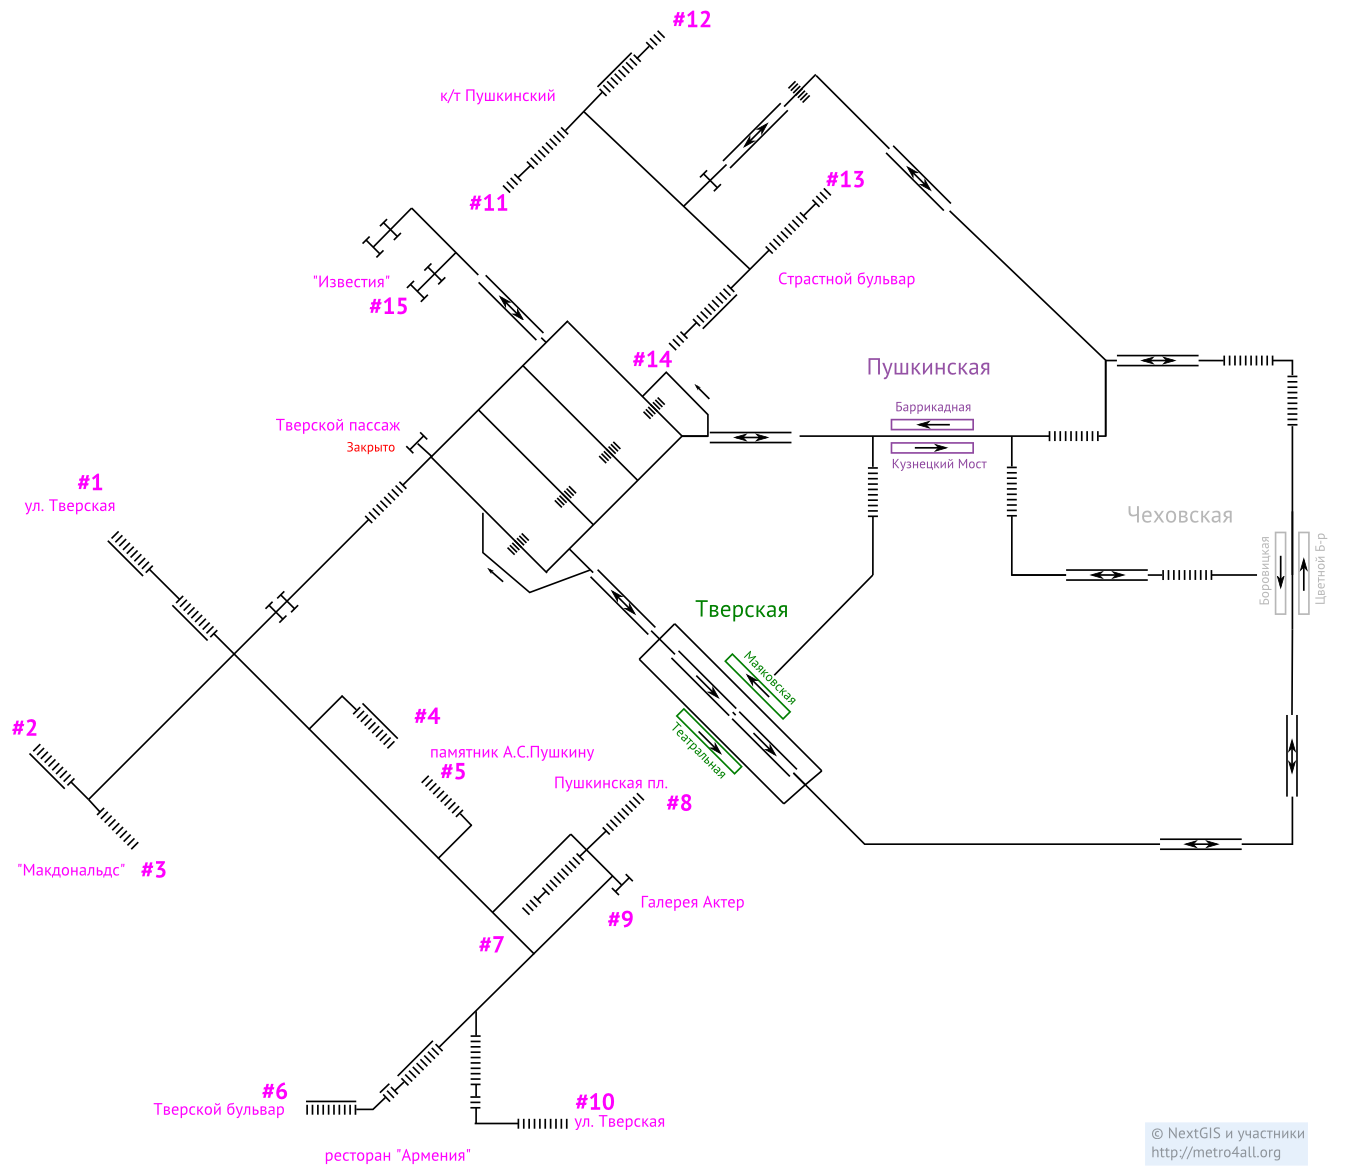 #12
к/т Пушкинский
#13
#11
Страстной бульвар
"Известия"
#15
#14
Пушкинская
Баррикадная
Кузнецкий Мост
Тверской пассаж
Закрыто
#1
ул. Тверская
Чеховская
Боровицкая
Цветной Б-р
Тверская
Маяковская
Театральная
#2
#4
памятник А.С.Пушкину
#5
Пушкинская пл.
#8
"Макдональдс"
#3
Галерея Актер
#9
#7
#6
Тверской бульвар
#10
ул. Тверская
ресторан "Армения"
© NextGIS и участники
http://metro4all.org